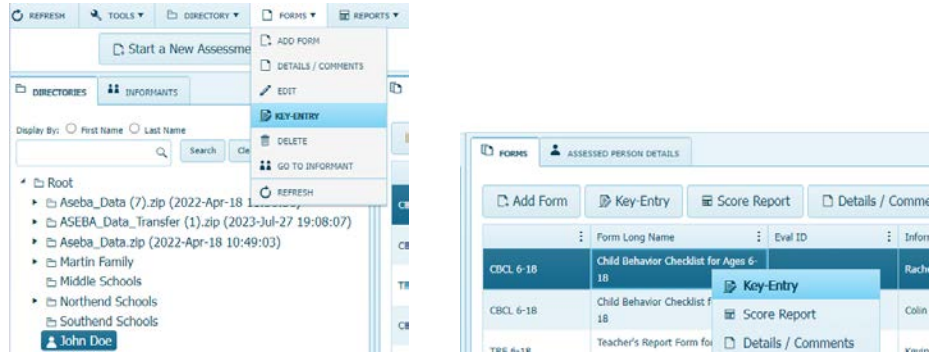 REFRESH TOOLS DIRECTORY FORMS REPORTS
Start a New Assessme
ADD FORM
DETAILS / COMMENTS
EDIT
KEY-ENTRY
DELETE
GO TO INFORMANT
REFRESH
DIRECTORIES INFORMANTS
Display By: First Name Last Name
Search Cle
Root
Aseba_Data (7).zip (2022-Apr-18
ASEBA_Data_Transfer (1).zip (2023-Jul-27 19:08:07)
Aseba_Data.zip (2022-Apr-18 10:49:03)
Martin Family
Middle Schools
Northend Schools
Southend Schools
John Doe
FORMS ASSESSED PERSON DETAILS
Add Form Key-Entry Score Report Details / Comme
Form Long Name Eval ID Inform
CBCL 6-18 Child Behavior Checklist for Ages 6-
18 Rache
CBCL 6-18 Child Behavior Checklist f
18 Colin
Teacher's Report Form fo
Key-Entry
Score Report
Details / Comments